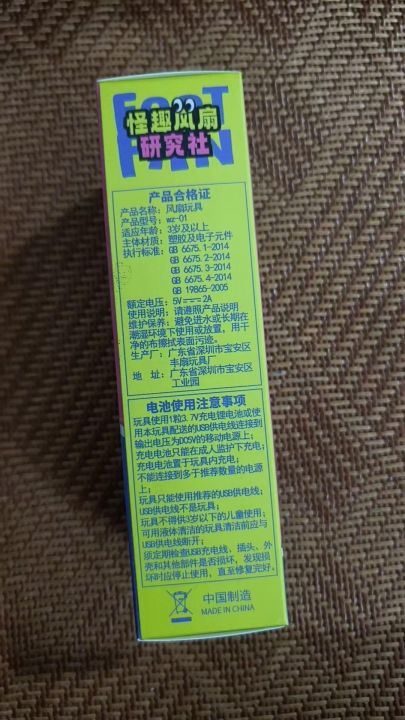 FOOT
FAN
怪趣风扇
研究社
产品合格证
产品名称：风扇玩具
产品型号：wz-01
适应年龄：3岁及以上
主体材质：塑胶及电子元件
执行标准：GB 6675.1-2014
GB 6675.2-2014
GB 6675.3-2014
GB 6675.4-2014
GB 19865-2005
额定电压：5V⎓2A
使用说明：请遵照产品说明
维护保养：避免进水或长期在
潮湿环境下使用或放置，用干
净的布擦拭表面污迹。
生产厂：广东省深圳市宝安区
丰扇玩具厂
地 址：广东省深圳市宝安区
工业园
电池使用注意事项
玩具使用1粒3.7V充电锂电池或使
用本玩具配送的USB供电线连接到
输出电压为DC5V的移动电源上；
充电电池只能在成人监护下充电；
充电电池置于玩具内充电；
不能连接到多于推荐数量的电源
上；
玩具只能使用推荐的USB供电线；
USB供电线不是玩具；
玩具不得供3岁以下的儿童使用；
可用液体清洁的玩具清洁前应与
USB供电线断开；
须定期检查USB充电线、插头、外
壳和其他部件是否损坏，发现损
坏时应停止使用，直至修复完好。
中国制造
MADE IN CHINA